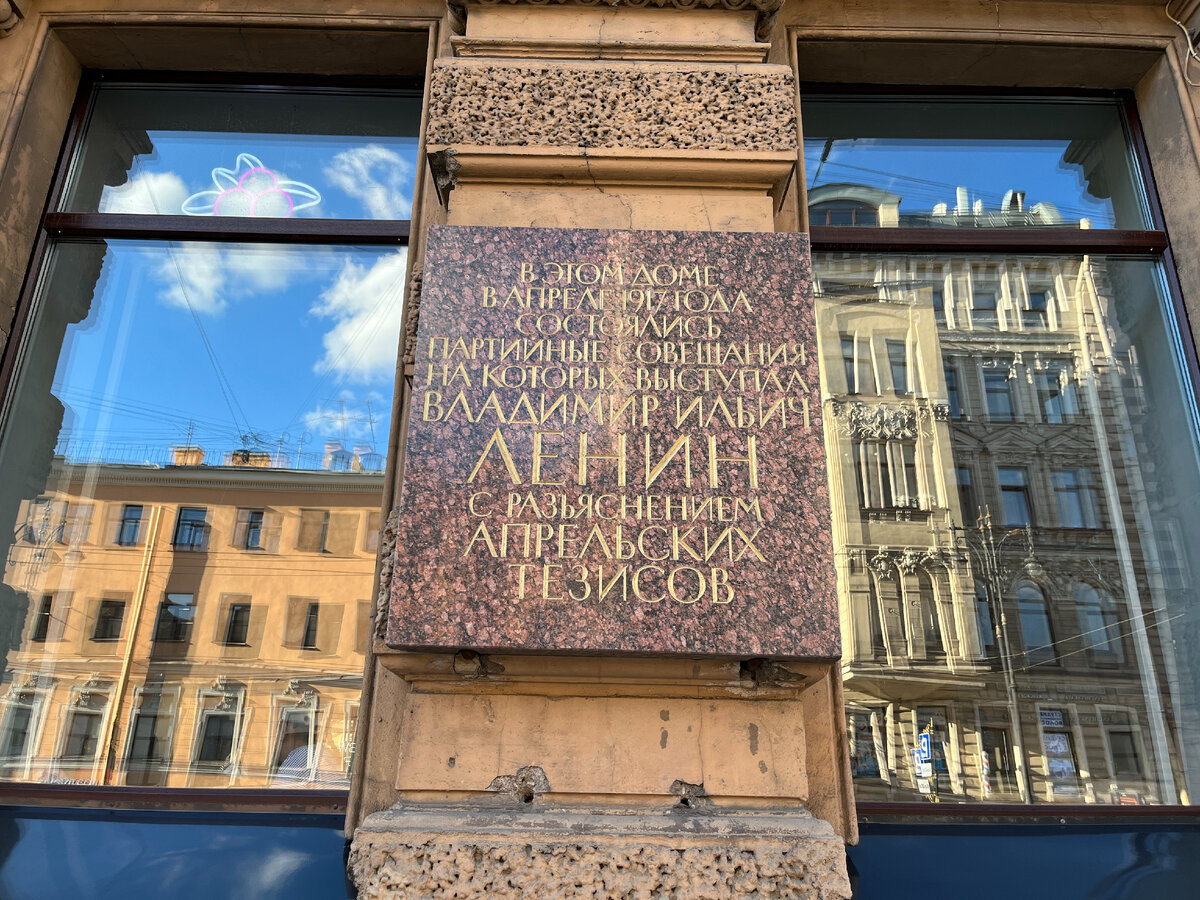 В ЭТОМ ДОМЕ
В АПРЕЛЕ 1917 ГОДА
СОСТОЯЛИСЬ
ПАРТИЙНЫЕ СОВЕЩАНИЯ
НА КОТОРЫХ ВЫСТУПАЛ
ВЛАДИМИР ИЛЬИЧ
ЛЕНИН
С РАЗЪЯСНЕНИЕМ
АПРЕЛЬСКИХ
ТЕЗИСОВ